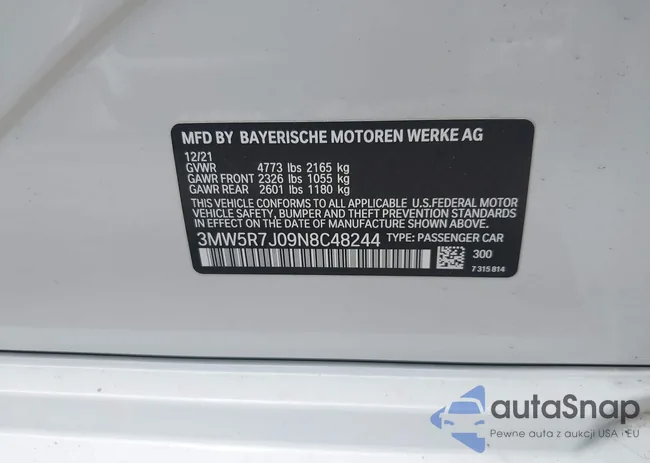 MFD BY BAYERISCHE MOTOREN WERKE AG
12/21
GVWR 4773 lbs 2165 kg
GAWR FRONT 2326 lbs 1055 kg
GAWR REAR 2601 lbs 1180 kg
THIS VEHICLE CONFORMS TO ALL APPLICABLE U.S.FEDERAL MOTOR
VEHICLE SAFETY, BUMPER AND THEFT PREVENTION STANDARDS
IN EFFECT ON THE DATE OF MANUFACTURE SHOWN ABOVE.
3MW5R7J09N8C48244 TYPE: PASSENGER CAR
300
7 315 814
autaSnap
Pewne auta z aukcji USA i EU